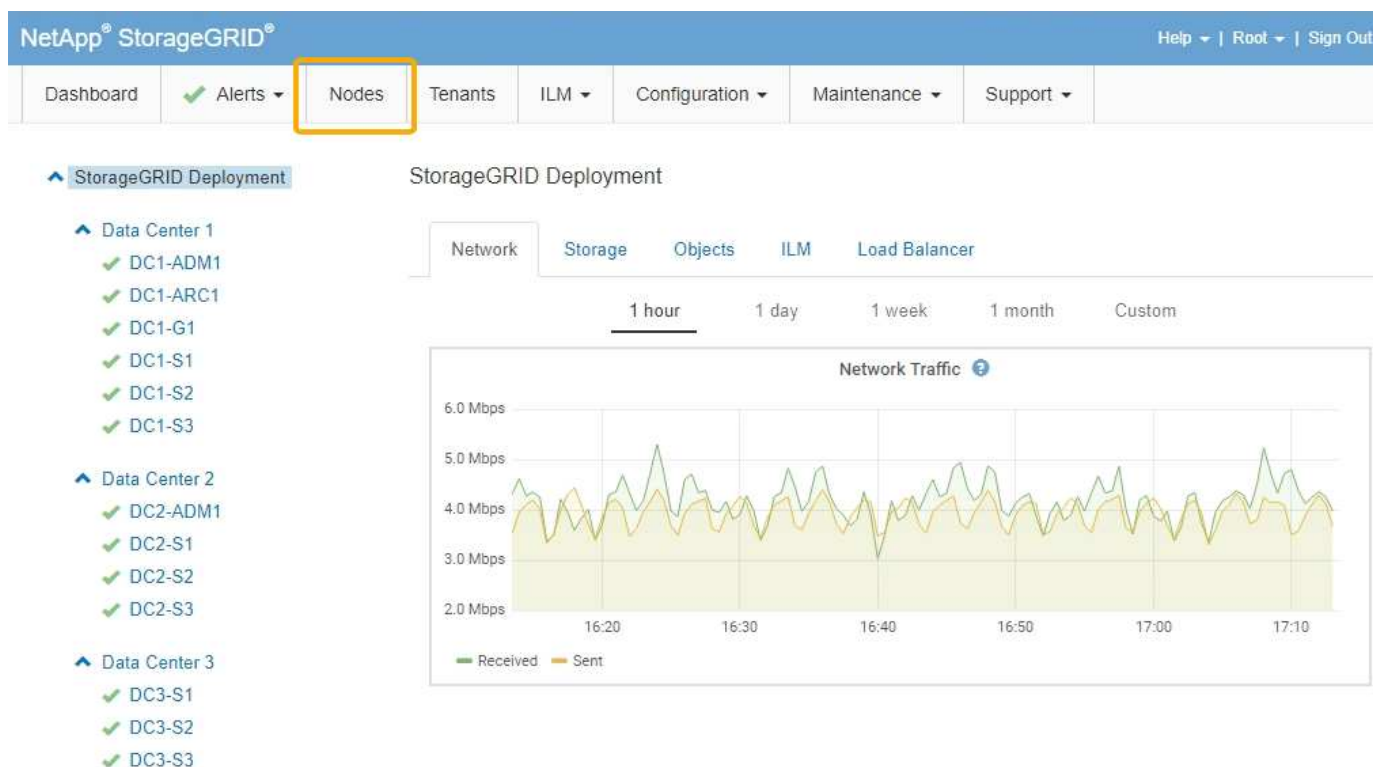 NetApp® StorageGRID®
Help | Root | Sign Out
Dashboard Alerts Nodes Tenants ILM Configuration Maintenance Support
StorageGRID Deployment
Data Center 1
DC1-ADM1
DC1-ARC1
DC1-G1
DC1-S1
DC1-S2
DC1-S3
Data Center 2
DC2-ADM1
DC2-S1
DC2-S2
DC2-S3
Data Center 3
DC3-S1
DC3-S2
DC3-S3
StorageGRID Deployment
Network Storage Objects ILM Load Balancer
1 hour 1 day 1 week 1 month Custom
Network Traffic ?
6.0 Mbps
5.0 Mbps
4.0 Mbps
3.0 Mbps
2.0 Mbps
16:20 16:30 16:40 16:50 17:00 17:10
Received Sent